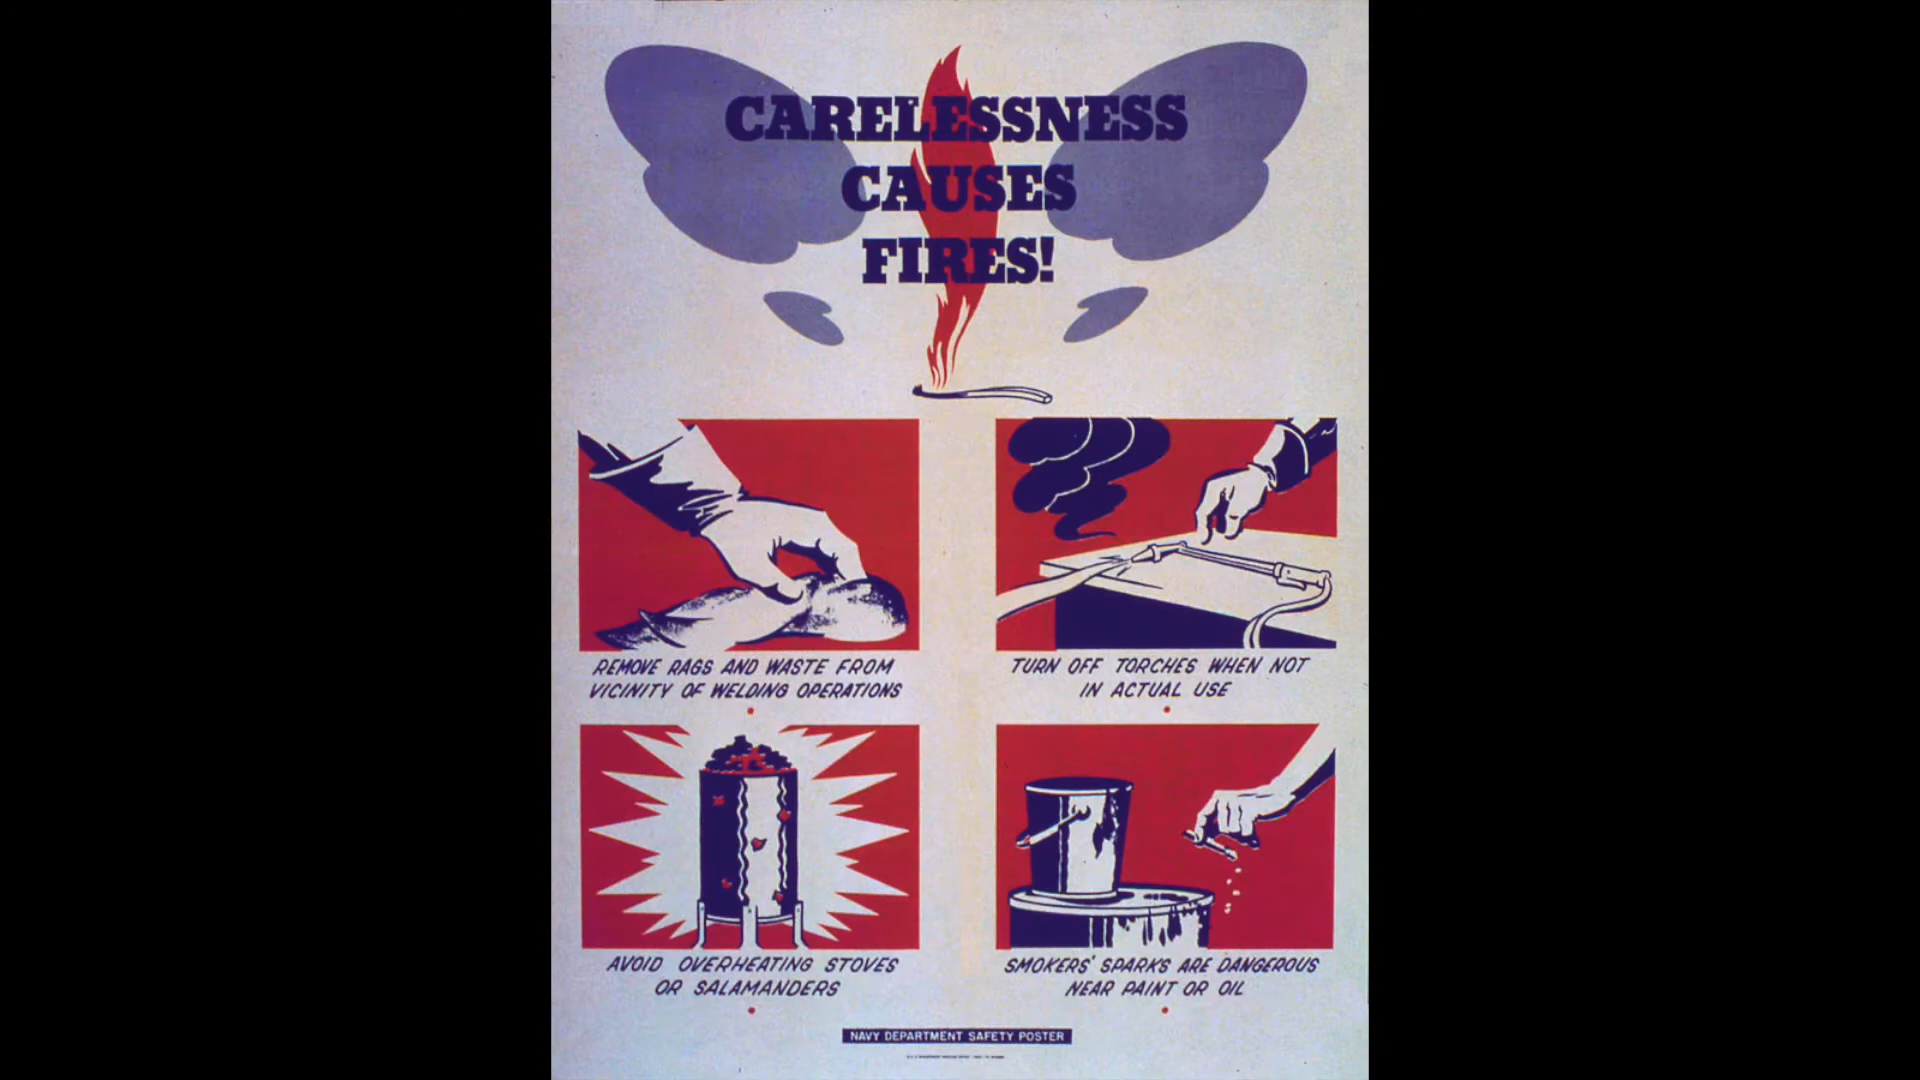 CARELESSNESS
CAUSES
FIRES!
REMOVE RAGS AND WASTE FROM
VICINITY OF WELDING OPERATIONS
TURN OFF TORCHES WHEN NOT
IN ACTUAL USE
AVOID OVERHEATING STOVES
OR SALAMANDERS
SMOKERS' SPARKS ARE DANGEROUS
NEAR PAINT OR OIL
NAVY DEPARTMENT SAFETY POSTER